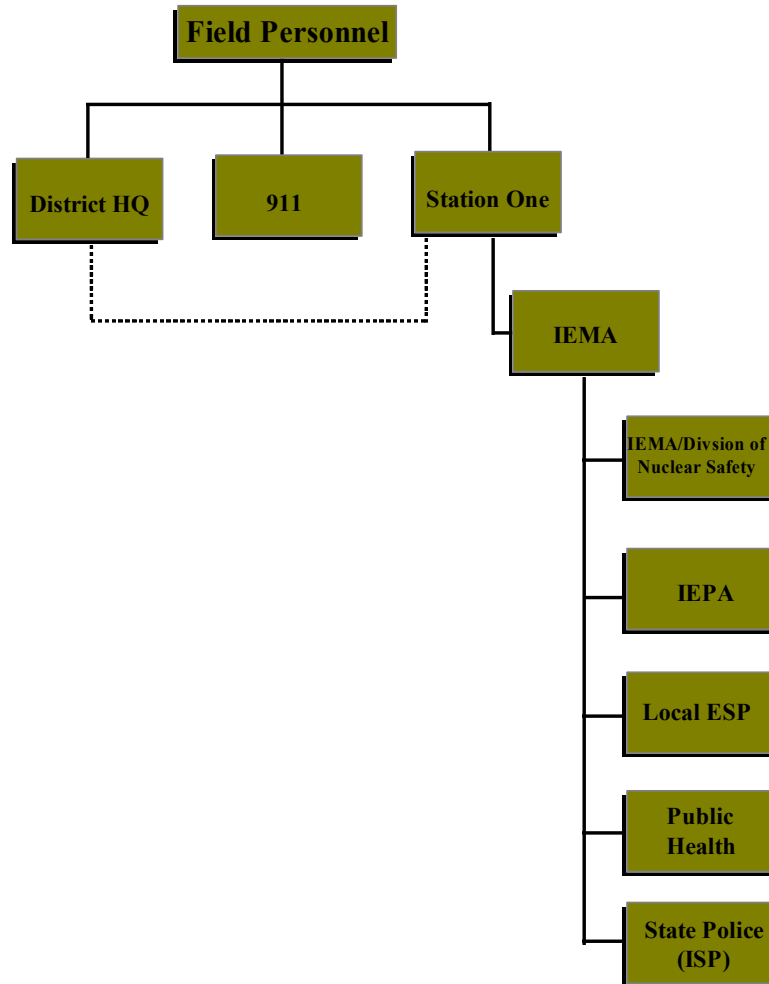 Field Personnel
District HQ
911
Station One
IEMA
IEMA/Divsion of
Nuclear Safety
IEPA
Local ESP
Public
Health
State Police
(ISP)